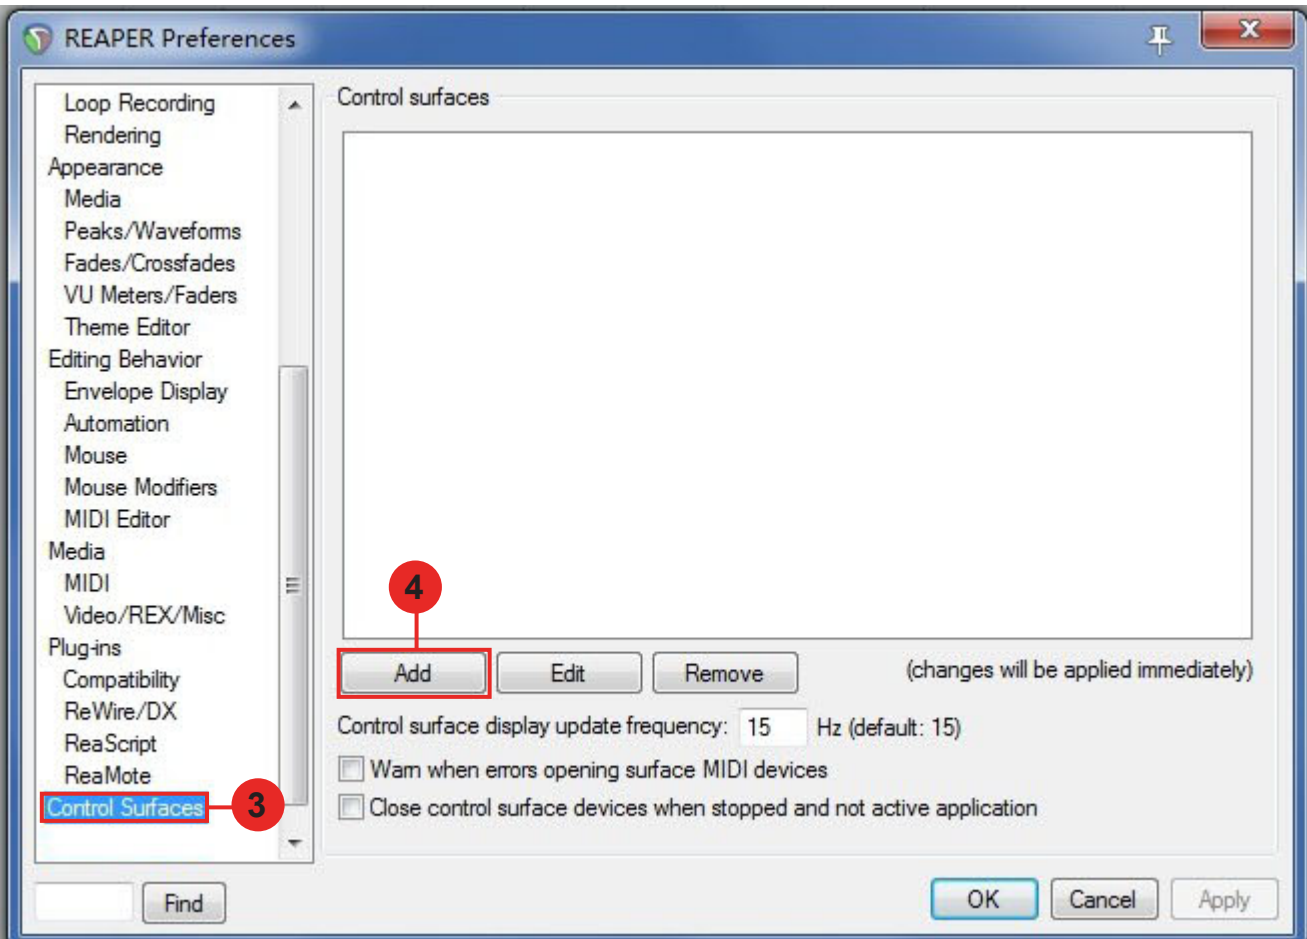 REAPER Preferences
Loop Recording
Rendering
Appearance
Media
Peaks/Waveforms
Fades/Crossfades
VU Meters/Faders
Theme Editor
Editing Behavior
Envelope Display
Automation
Mouse
Mouse Modifiers
MIDI Editor
Media
MIDI
Video/REX/Misc
Plug-ins
Compatibility
ReWire/DX
ReaScript
ReaMote
Control Surfaces
3
Find
Control surfaces
4
Add Edit Remove (changes will be applied immediately)
Control surface display update frequency: 15 Hz (default: 15)
Warn when errors opening surface MIDI devices
Close control surface devices when stopped and not active application
OK Cancel Apply